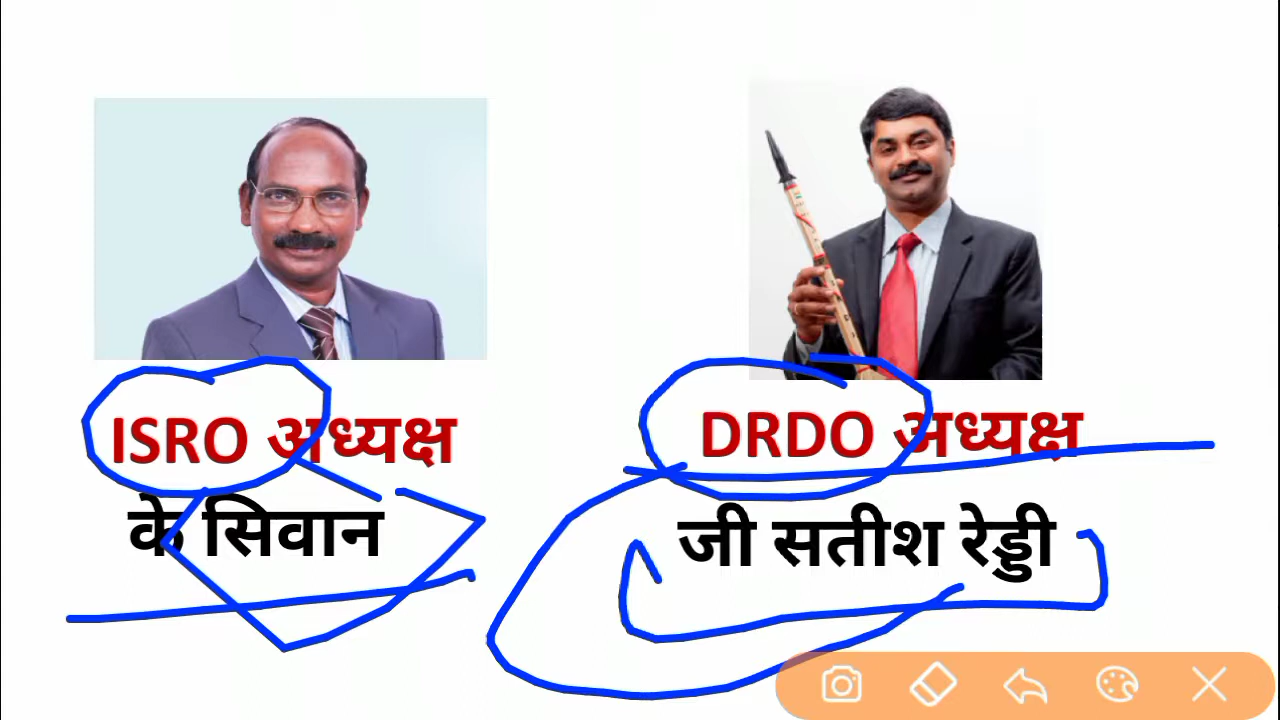 ISRO अध्यक्ष
के सिवान
DRDO अध्यक्ष
जी सतीश रेड्डी